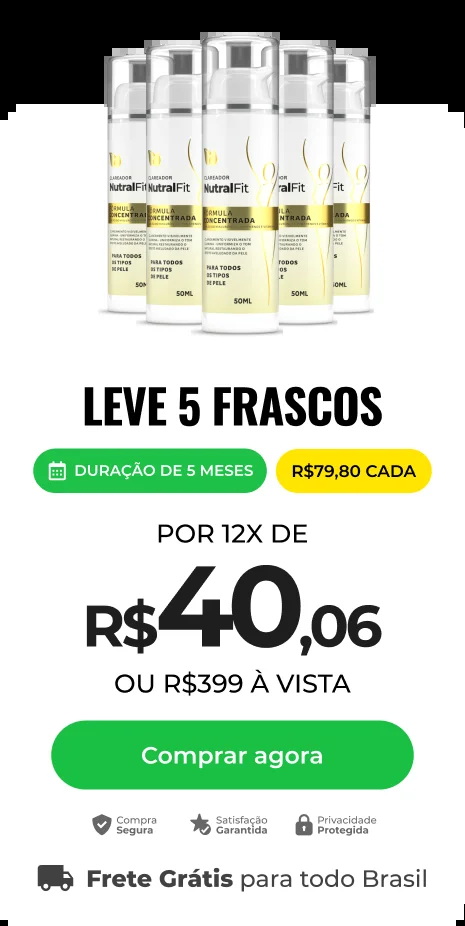 CLAREADOR
NutralFit
FÓRMULA
CONCENTRADA
PARA TODOS
OS TIPOS
DE PELE
50ML
LEVE 5 FRASCOS
DURAÇÃO DE 5 MESES
R$79,80 CADA
POR 12X DE
R$40,06
OU R$399 À VISTA
Comprar agora
Compra
Segura
Satisfação
Garantida
Privacidade
Protegida
Frete Grátis para todo Brasil